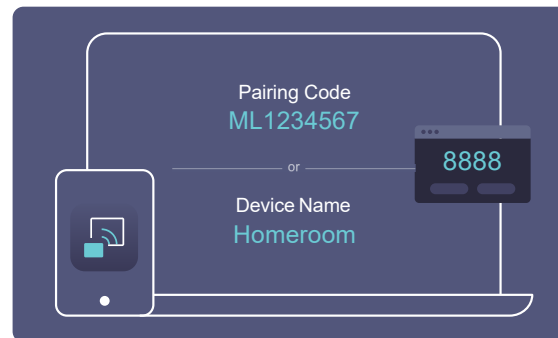 Pairing Code
ML1234567
8888
or
Device Name
Homeroom